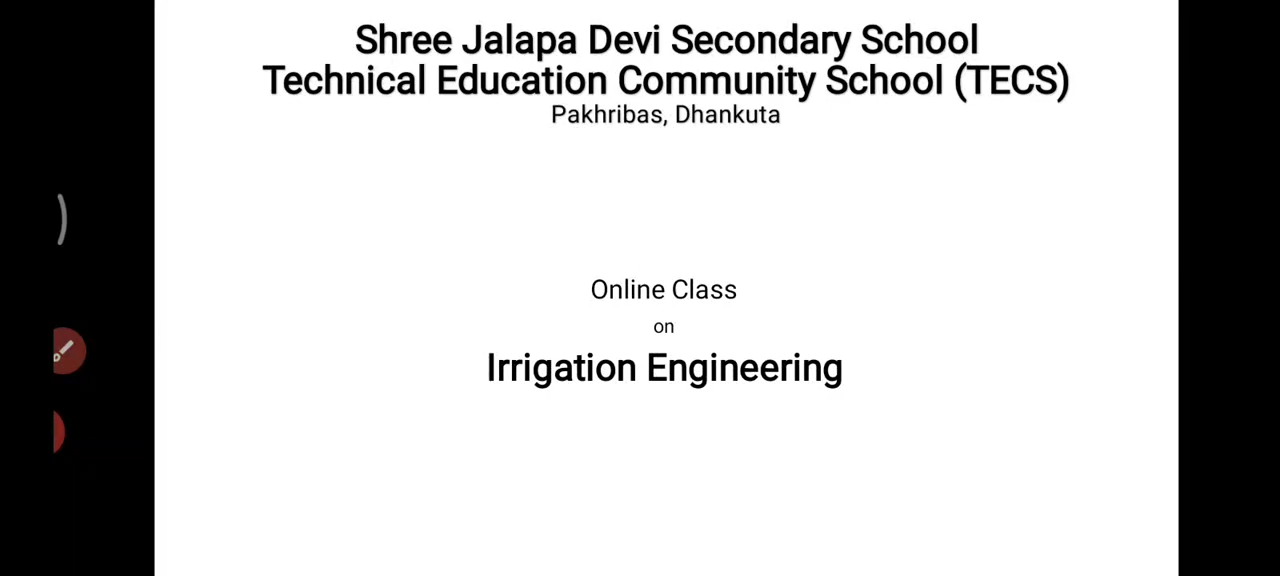 Shree Jalapa Devi Secondary School
Technical Education Community School (TECS)
Pakhribas, Dhankuta
Online Class
on
Irrigation Engineering